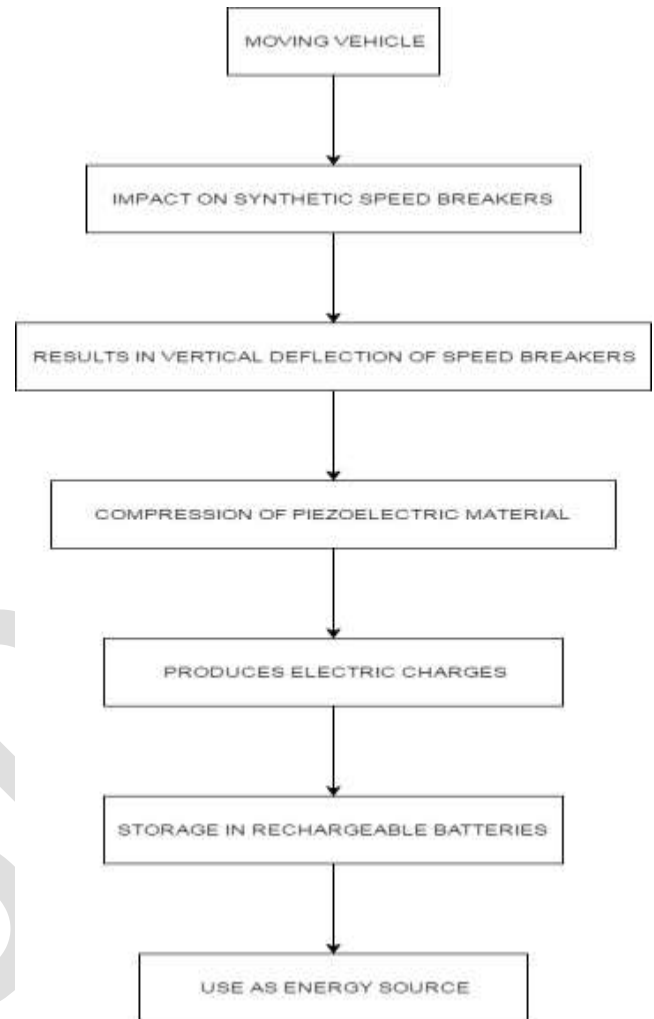 MOVING VEHICLE
IMPACT ON SYNTHETIC SPEED BREAKERS
RESULTS IN VERTICAL DEFLECTION OF SPEED BREAKERS
COMPRESSION OF PIEZOELECTRIC MATERIAL
PRODUCES ELECTRIC CHARGES
STORAGE IN RECHARGEABLE BATTERIES
USE AS ENERGY SOURCE